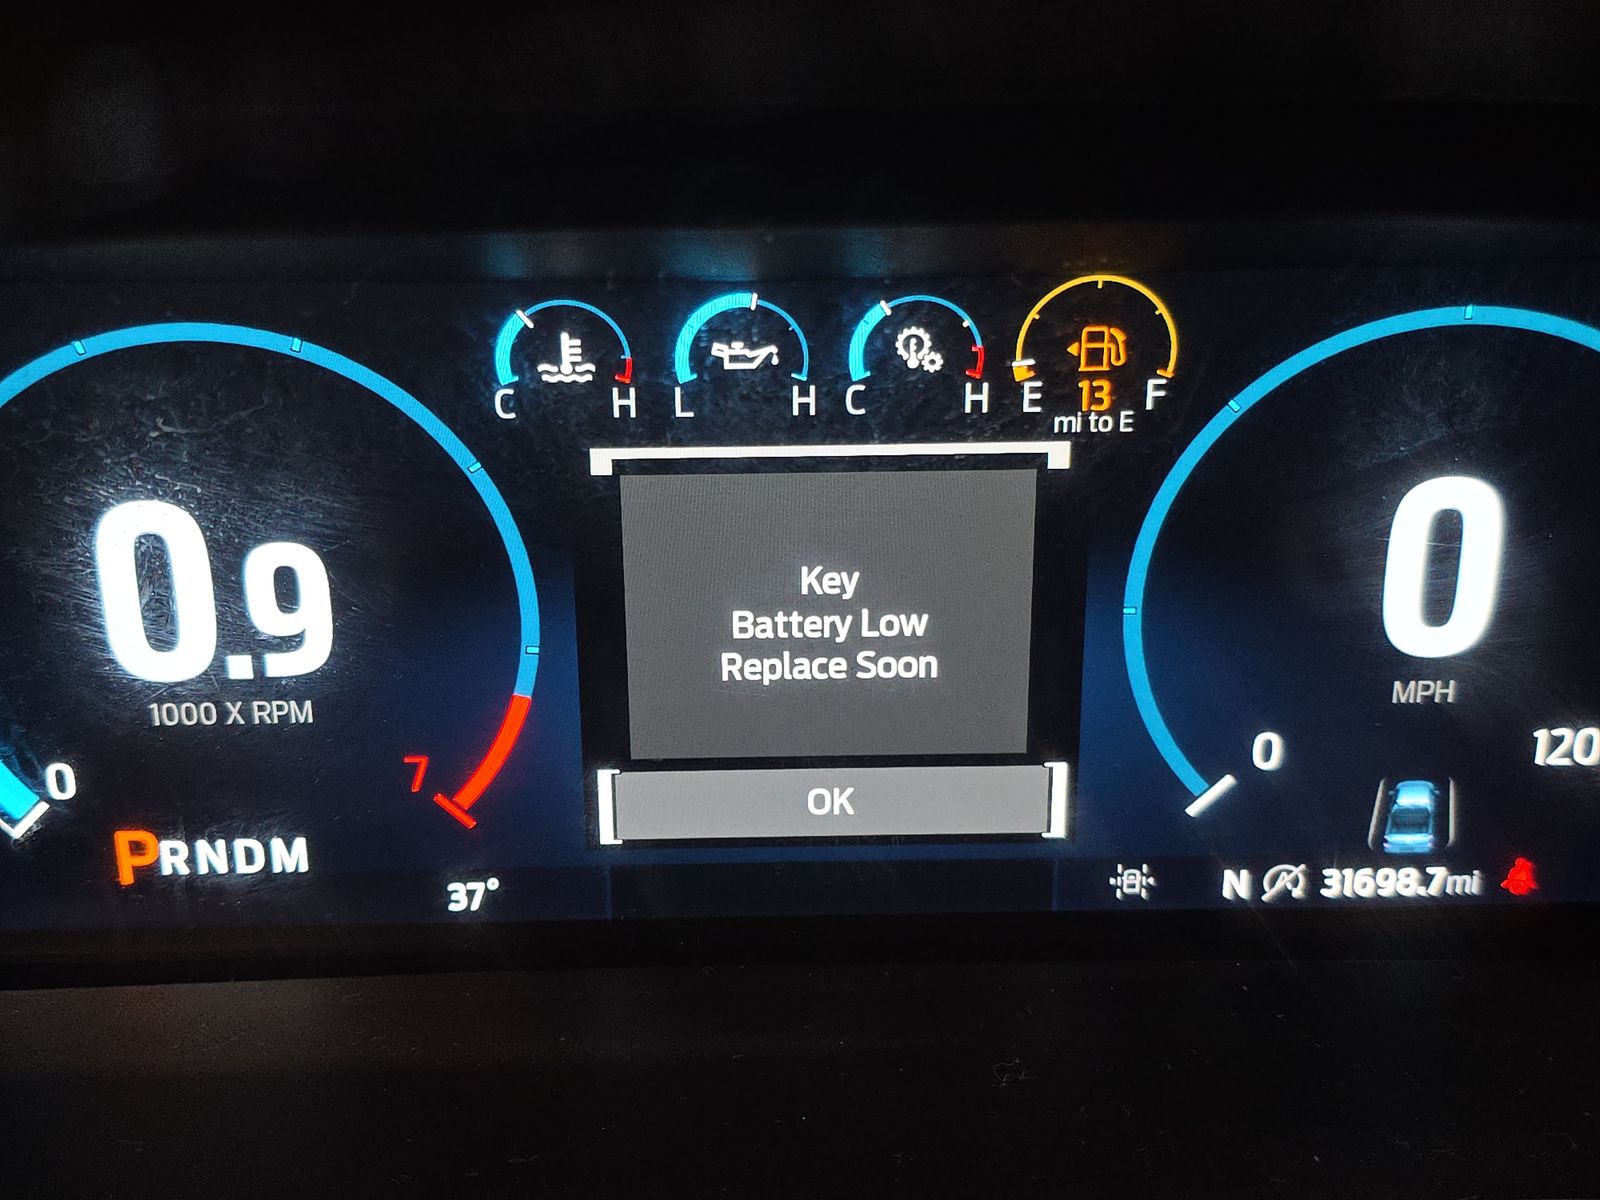 C H L H C H E 13 F
mi to E
0.9
1000 X RPM
0
7
PRNDM
37°
Key
Battery Low
Replace Soon
OK
0
MPH
0
120
N 31698.7mi